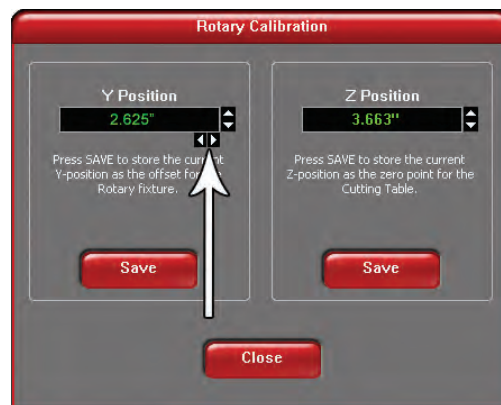 Rotary Calibration
Y Position
2.625"
Press SAVE to store the current
Y-position as the offset for the
Rotary fixture.
Save
Z Position
3.663"
Press SAVE to store the current
Z-position as the zero point for the
Cutting Table.
Save
Close